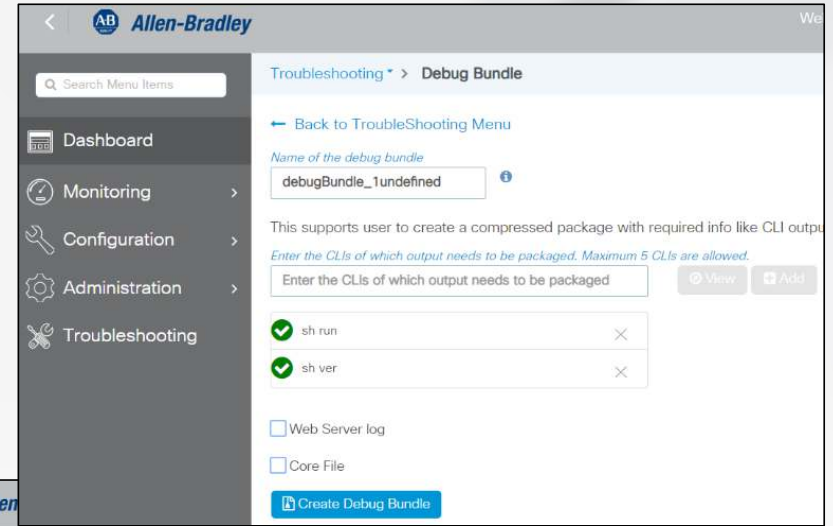 Allen-Bradley
We
Search Menu Items
Troubleshooting > Debug Bundle
Back to TroubleShooting Menu
Dashboard
Name of the debug bundle
debugBundle_1undefined
Monitoring
This supports user to create a compressed package with required info like CLI outpu
Configuration
Enter the CLIs of which output needs to be packaged. Maximum 5 CLIs are allowed.
Enter the CLIs of which output needs to be packaged
View
Add
Administration
Troubleshooting
sh run
sh ver
Web Server log
Core File
Create Debug Bundle
en